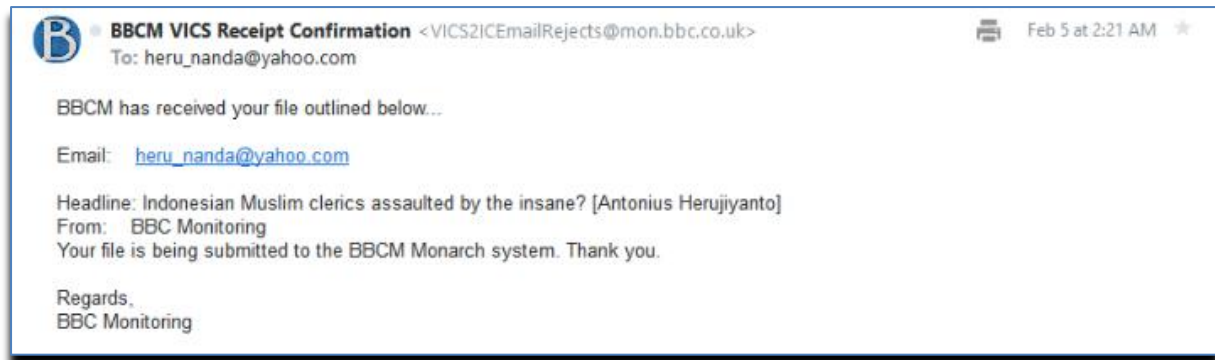 B
BBCM VICS Receipt Confirmation <VICS2ICEmailRejects@mon.bbc.co.uk> Feb 5 at 2:21 AM
To: heru_nanda@yahoo.com
BBCM has received your file outlined below...
Email: heru_nanda@yahoo.com
Headline: Indonesian Muslim clerics assaulted by the insane? [Antonius Herujiyanto]
From: BBC Monitoring
Your file is being submitted to the BBCM Monarch system. Thank you.
Regards,
BBC Monitoring